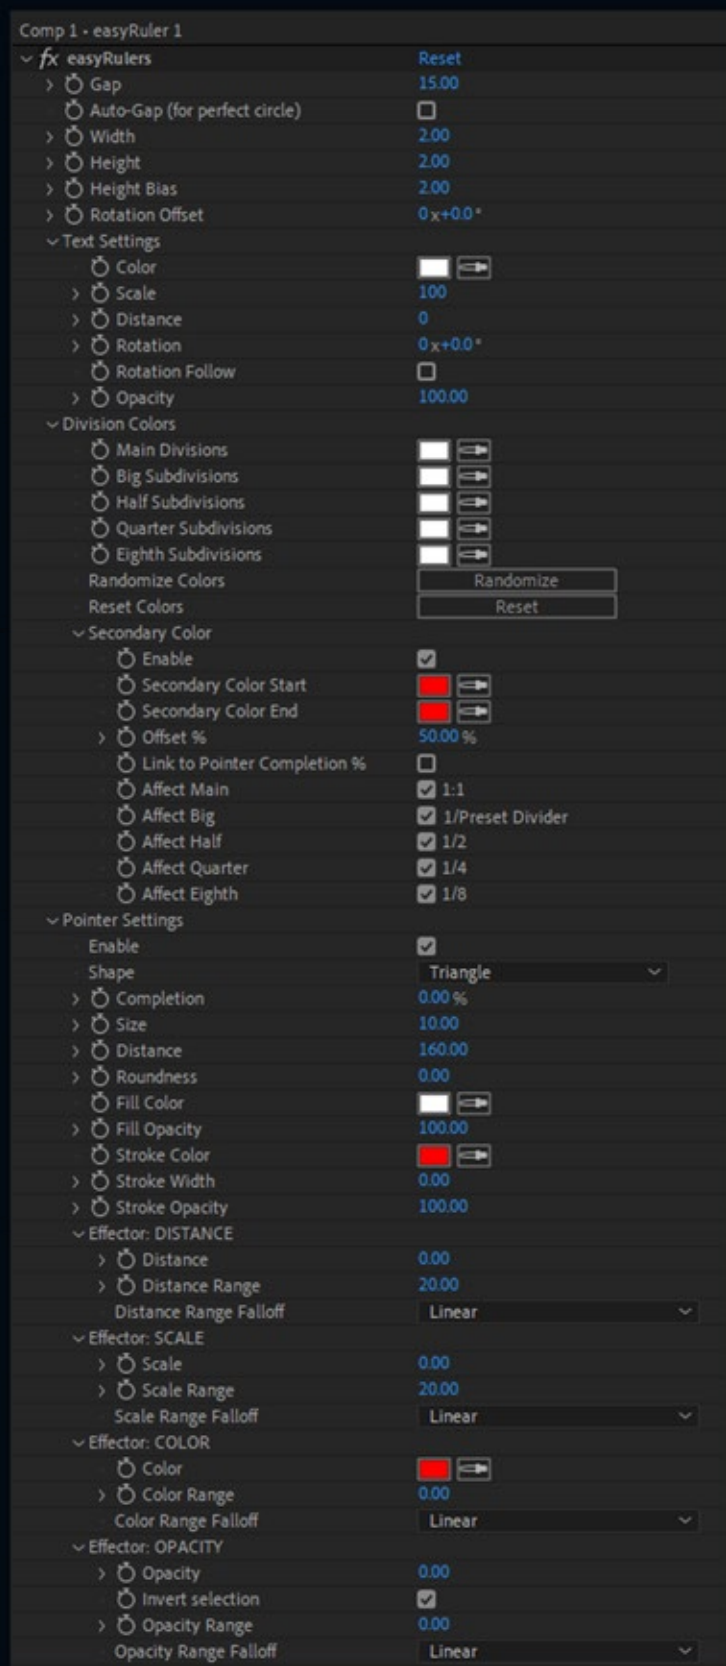 Comp 1 • easyRuler 1
fx easyRulers Reset
Gap 15.00
Auto-Gap (for perfect circle)
Width 2.00
Height 2.00
Height Bias 2.00
Rotation Offset 0x+0.0°
Text Settings
Color
Scale 100
Distance 0
Rotation 0x+0.0°
Rotation Follow
Opacity 100.00
Division Colors
Main Divisions
Big Subdivisions
Half Subdivisions
Quarter Subdivisions
Eighth Subdivisions
Randomize Colors Randomize
Reset Colors Reset
Secondary Color
Enable
Secondary Color Start
Secondary Color End
Offset % 50.00 %
Link to Pointer Completion %
Affect Main 1:1
Affect Big 1/Preset Divider
Affect Half 1/2
Affect Quarter 1/4
Affect Eighth 1/8
Pointer Settings
Enable
Shape Triangle
Completion 0.00 %
Size 10.00
Distance 160.00
Roundness 0.00
Fill Color
Fill Opacity 100.00
Stroke Color
Stroke Width 0.00
Stroke Opacity 100.00
Effector: DISTANCE
Distance 0.00
Distance Range 20.00
Distance Range Falloff Linear
Effector: SCALE
Scale 0.00
Scale Range 20.00
Scale Range Falloff Linear
Effector: COLOR
Color
Color Range 0.00
Color Range Falloff Linear
Effector: OPACITY
Opacity 0.00
Invert selection
Opacity Range 0.00
Opacity Range Falloff Linear